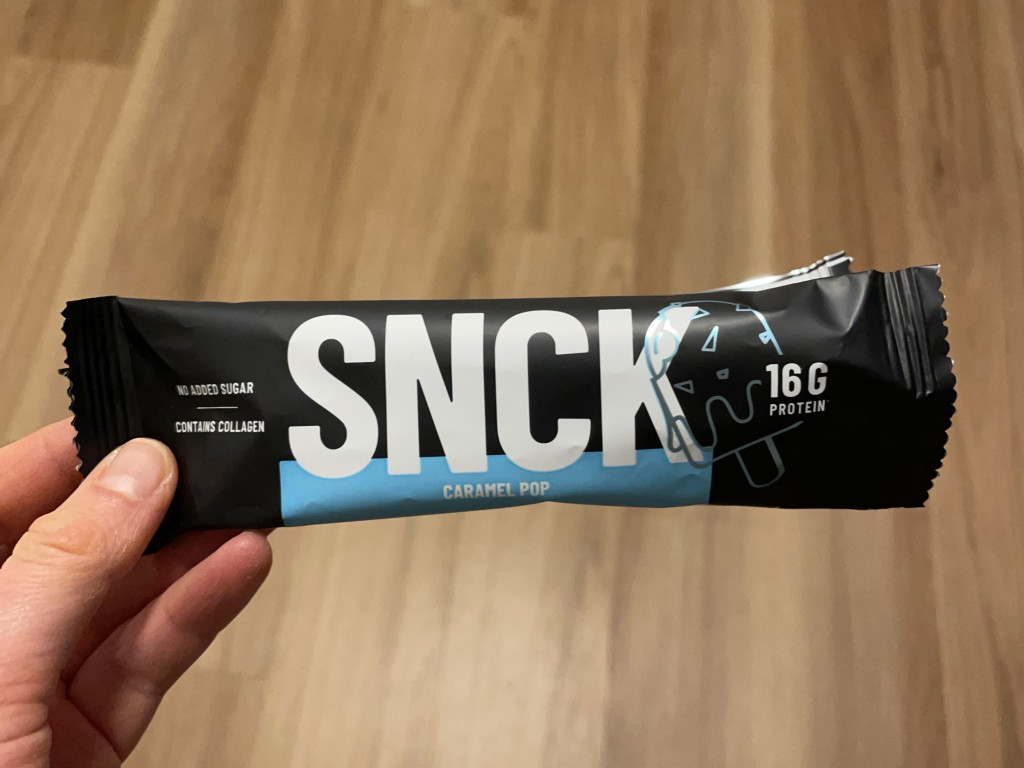 NO ADDED SUGAR
CONTAINS COLLAGEN
SNCK
CARAMEL POP
16 G
PROTEIN